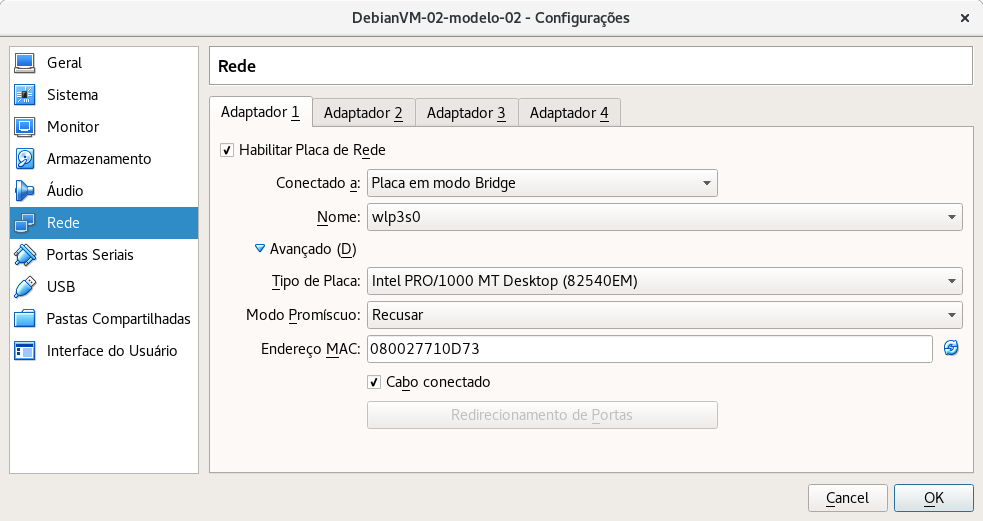 DebianVM-02-modelo-02 - Configurações
Geral
Sistema
Monitor
Armazenamento
Áudio
Rede
Portas Seriais
USB
Pastas Compartilhadas
Interface do Usuário
Rede
Adaptador 1 Adaptador 2 Adaptador 3 Adaptador 4
Habilitar Placa de Rede
Conectado a: Placa em modo Bridge
Nome: wlp3s0
Avançado (D)
Tipo de Placa: Intel PRO/1000 MT Desktop (82540EM)
Modo Promíscuo: Recusar
Endereço MAC: 080027710D73
Cabo conectado
Redirecionamento de Portas
Cancel OK